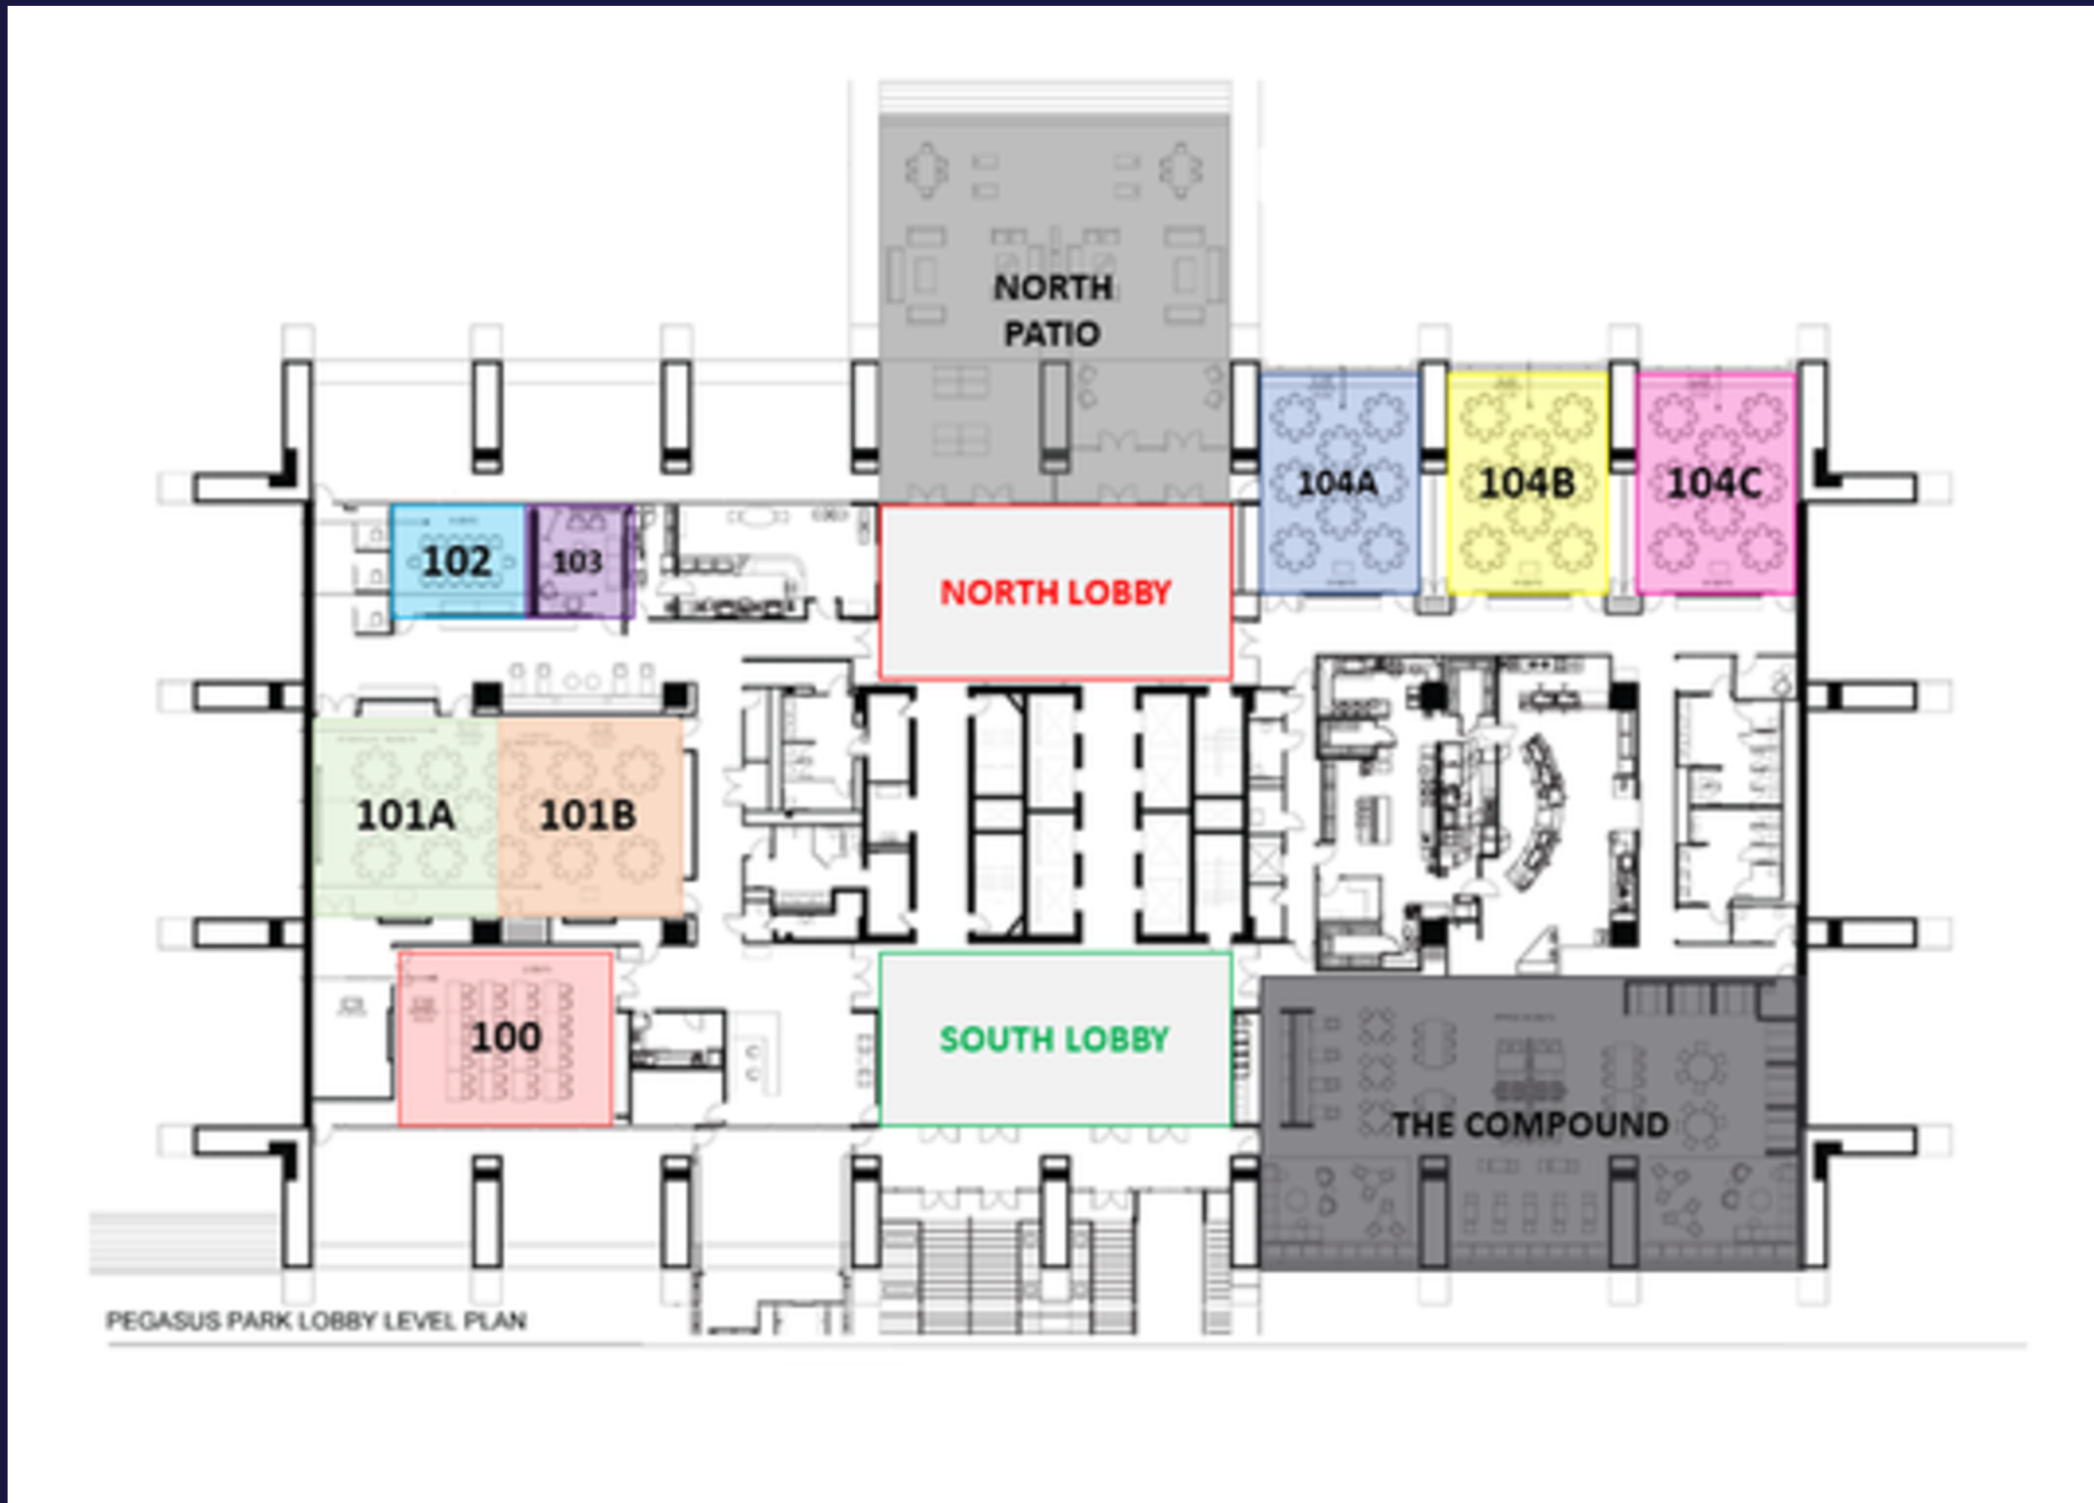 NORTH
PATIO
104A
104B
104C
102
103
NORTH LOBBY
101A
101B
100
SOUTH LOBBY
THE COMPOUND
PEGASUS PARK LOBBY LEVEL PLAN